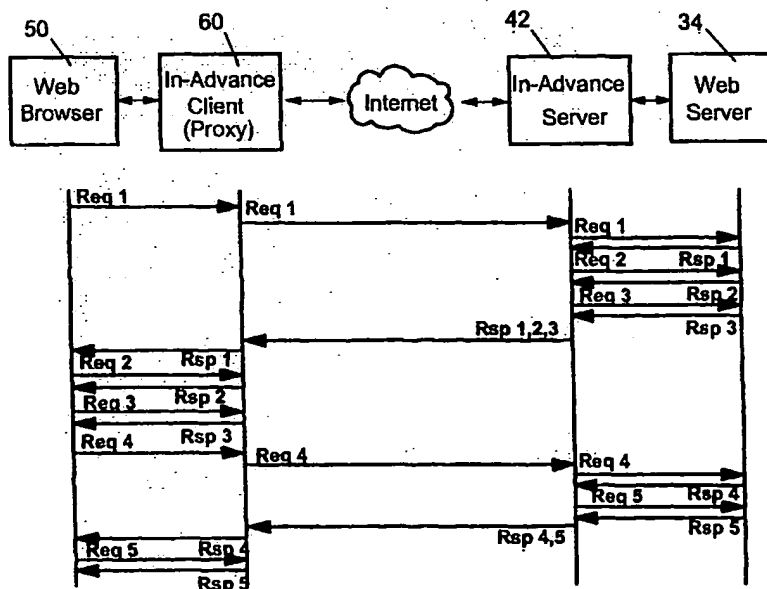 50
60
42
34
Web
Browser
In-Advance
Client
(Proxy)
Internet
In-Advance
Server
Web
Server
Req 1
Req 1
Req 1
Req 2
Rsp 1
Req 3
Rsp 2
Rsp 3
Rsp 1,2,3
Req 2
Rsp 1
Req 3
Rsp 2
Req 4
Rsp 3
Req 4
Req 4
Req 5
Rsp 4
Rsp 5
Rsp 4,5
Req 5
Rsp 4
Rsp 5